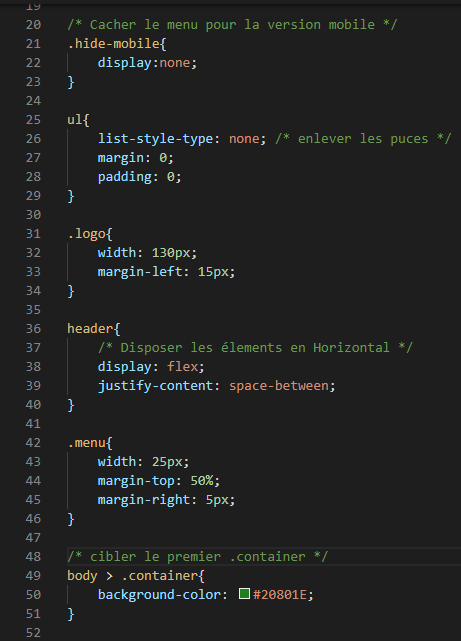 19
20 /* Cacher le menu pour la version mobile */
21 .hide-mobile{
22 display:none;
23 }
24
25 ul{
26 list-style-type: none; /* enlever les puces */
27 margin: 0;
28 padding: 0;
29 }
30
31 .logo{
32 width: 130px;
33 margin-left: 15px;
34 }
35
36 header{
37 /* Disposer les élements en Horizontal */
38 display: flex;
39 justify-content: space-between;
40 }
41
42 .menu{
43 width: 25px;
44 margin-top: 50%;
45 margin-right: 5px;
46 }
47
48 /* cibler le premier .container */
49 body > .container{
50 background-color: #20801E;
51 }
52